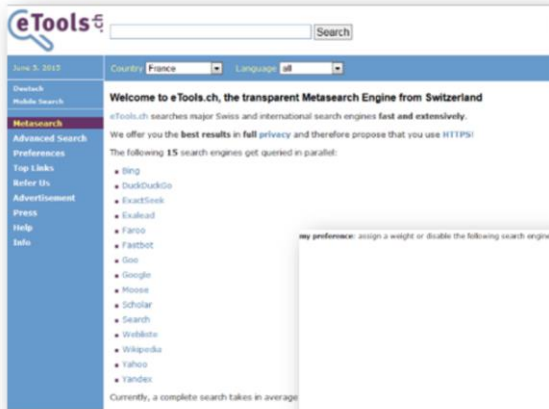 eTools.ch
Search
June 5, 2013
Country France Language all
Deutsch
Mobile Search
Metasearch
Advanced Search
Preferences
Top Links
Refer Us
Advertisement
Press
Help
Info
Welcome to eTools.ch, the transparent Metasearch Engine from Switzerland
eTools.ch searches major Swiss and international search engines fast and extensively.
We offer you the best results in full privacy and therefore propose that you use HTTPS!
The following 15 search engines get queried in parallel:
Bing
DuckDuckGo
ExactSeek
Exalead
Faroo
Fastbot
Goo
Google
Moose
Scholar
Search
Webliste
Wikipedia
Yahoo
Yandex
Currently, a complete search takes in average
my preference: assign a weight or disable the following search engine